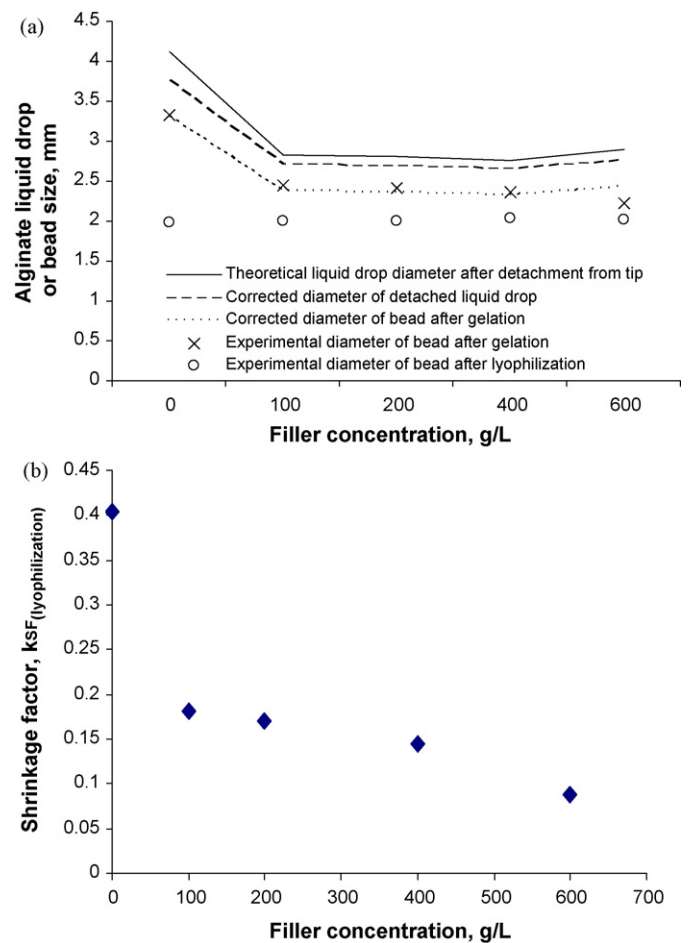 (a)
Alginate liquid drop
or bead size, mm
4.5
4
3.5
3
2.5
2
1.5
1
0.5
0
Theoretical liquid drop diameter after detachment from tip
Corrected diameter of detached liquid drop
Corrected diameter of bead after gelation
Experimental diameter of bead after gelation
Experimental diameter of bead after lyophilization
0 100 200 400 600
Filler concentration, g/L
(b)
Shrinkage factor, kSF(lyophilization)
0.45
0.4
0.35
0.3
0.25
0.2
0.15
0.1
0.05
0
0 100 200 300 400 500 600 700
Filler concentration, g/L